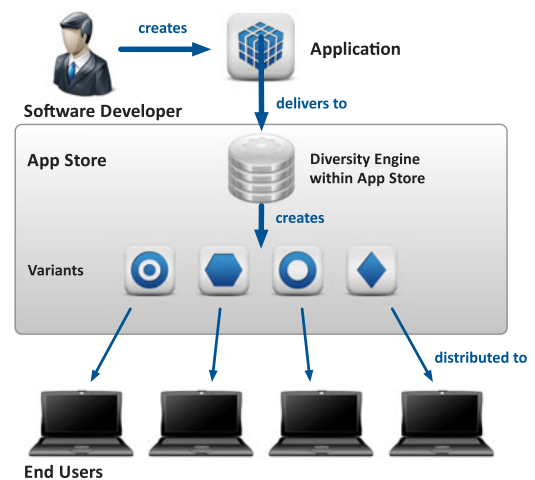 creates
Application
Software Developer
delivers to
App Store
Diversity Engine
within App Store
creates
Variants
distributed to
End Users